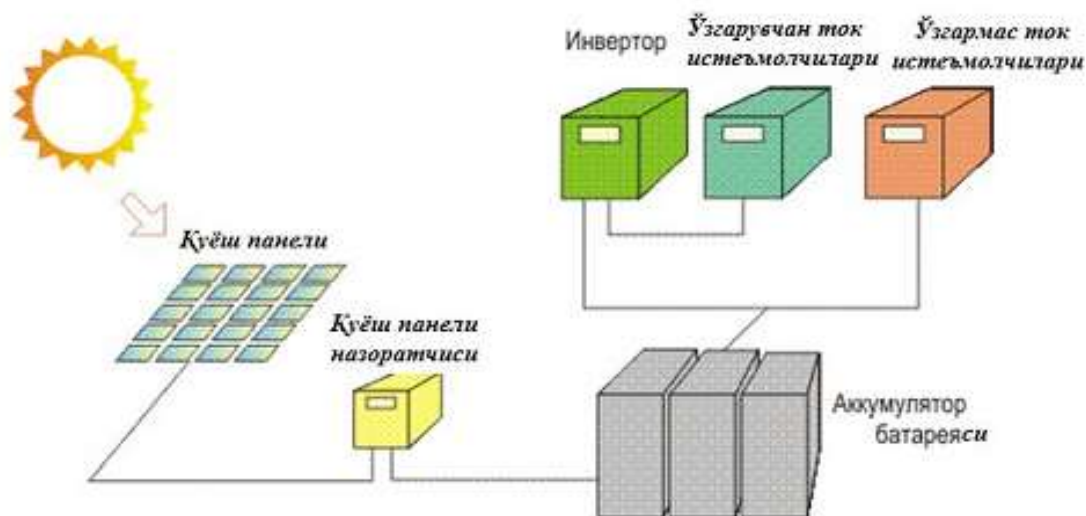 Инвертор
Ўзгарувчан ток
истеъмолчилари
Ўзгармас ток
истеъмолчилари
Қуёш панели
Қуёш панели
назоратчиси
Аккумулятор
батареяси